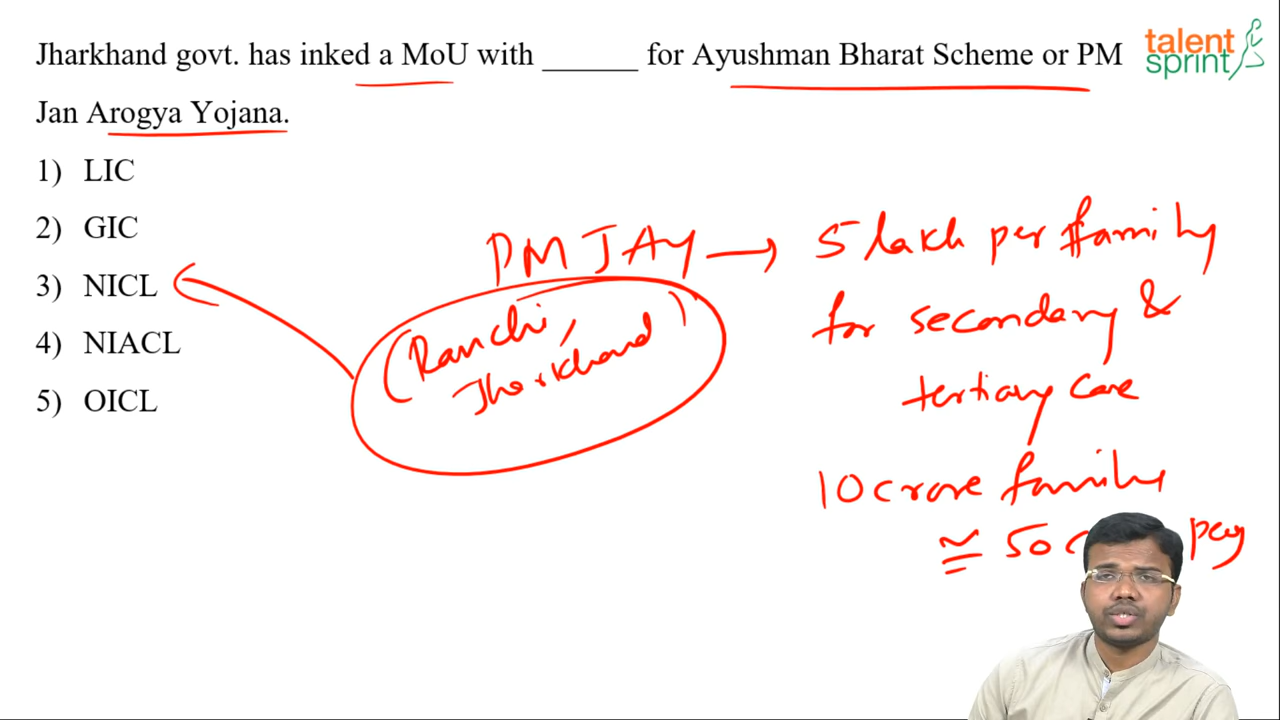 Jharkhand govt. has inked a MoU with ______ for Ayushman Bharat Scheme or PM
Jan Arogya Yojana.
talent
sprint
1) LIC
2) GIC
3) NICL
4) NIACL
5) OICL
PMJAY → 5 lakh per family
for secondary &
tertiary care
(Ranchi,
Jharkhand)
10 crore family
≅ 50